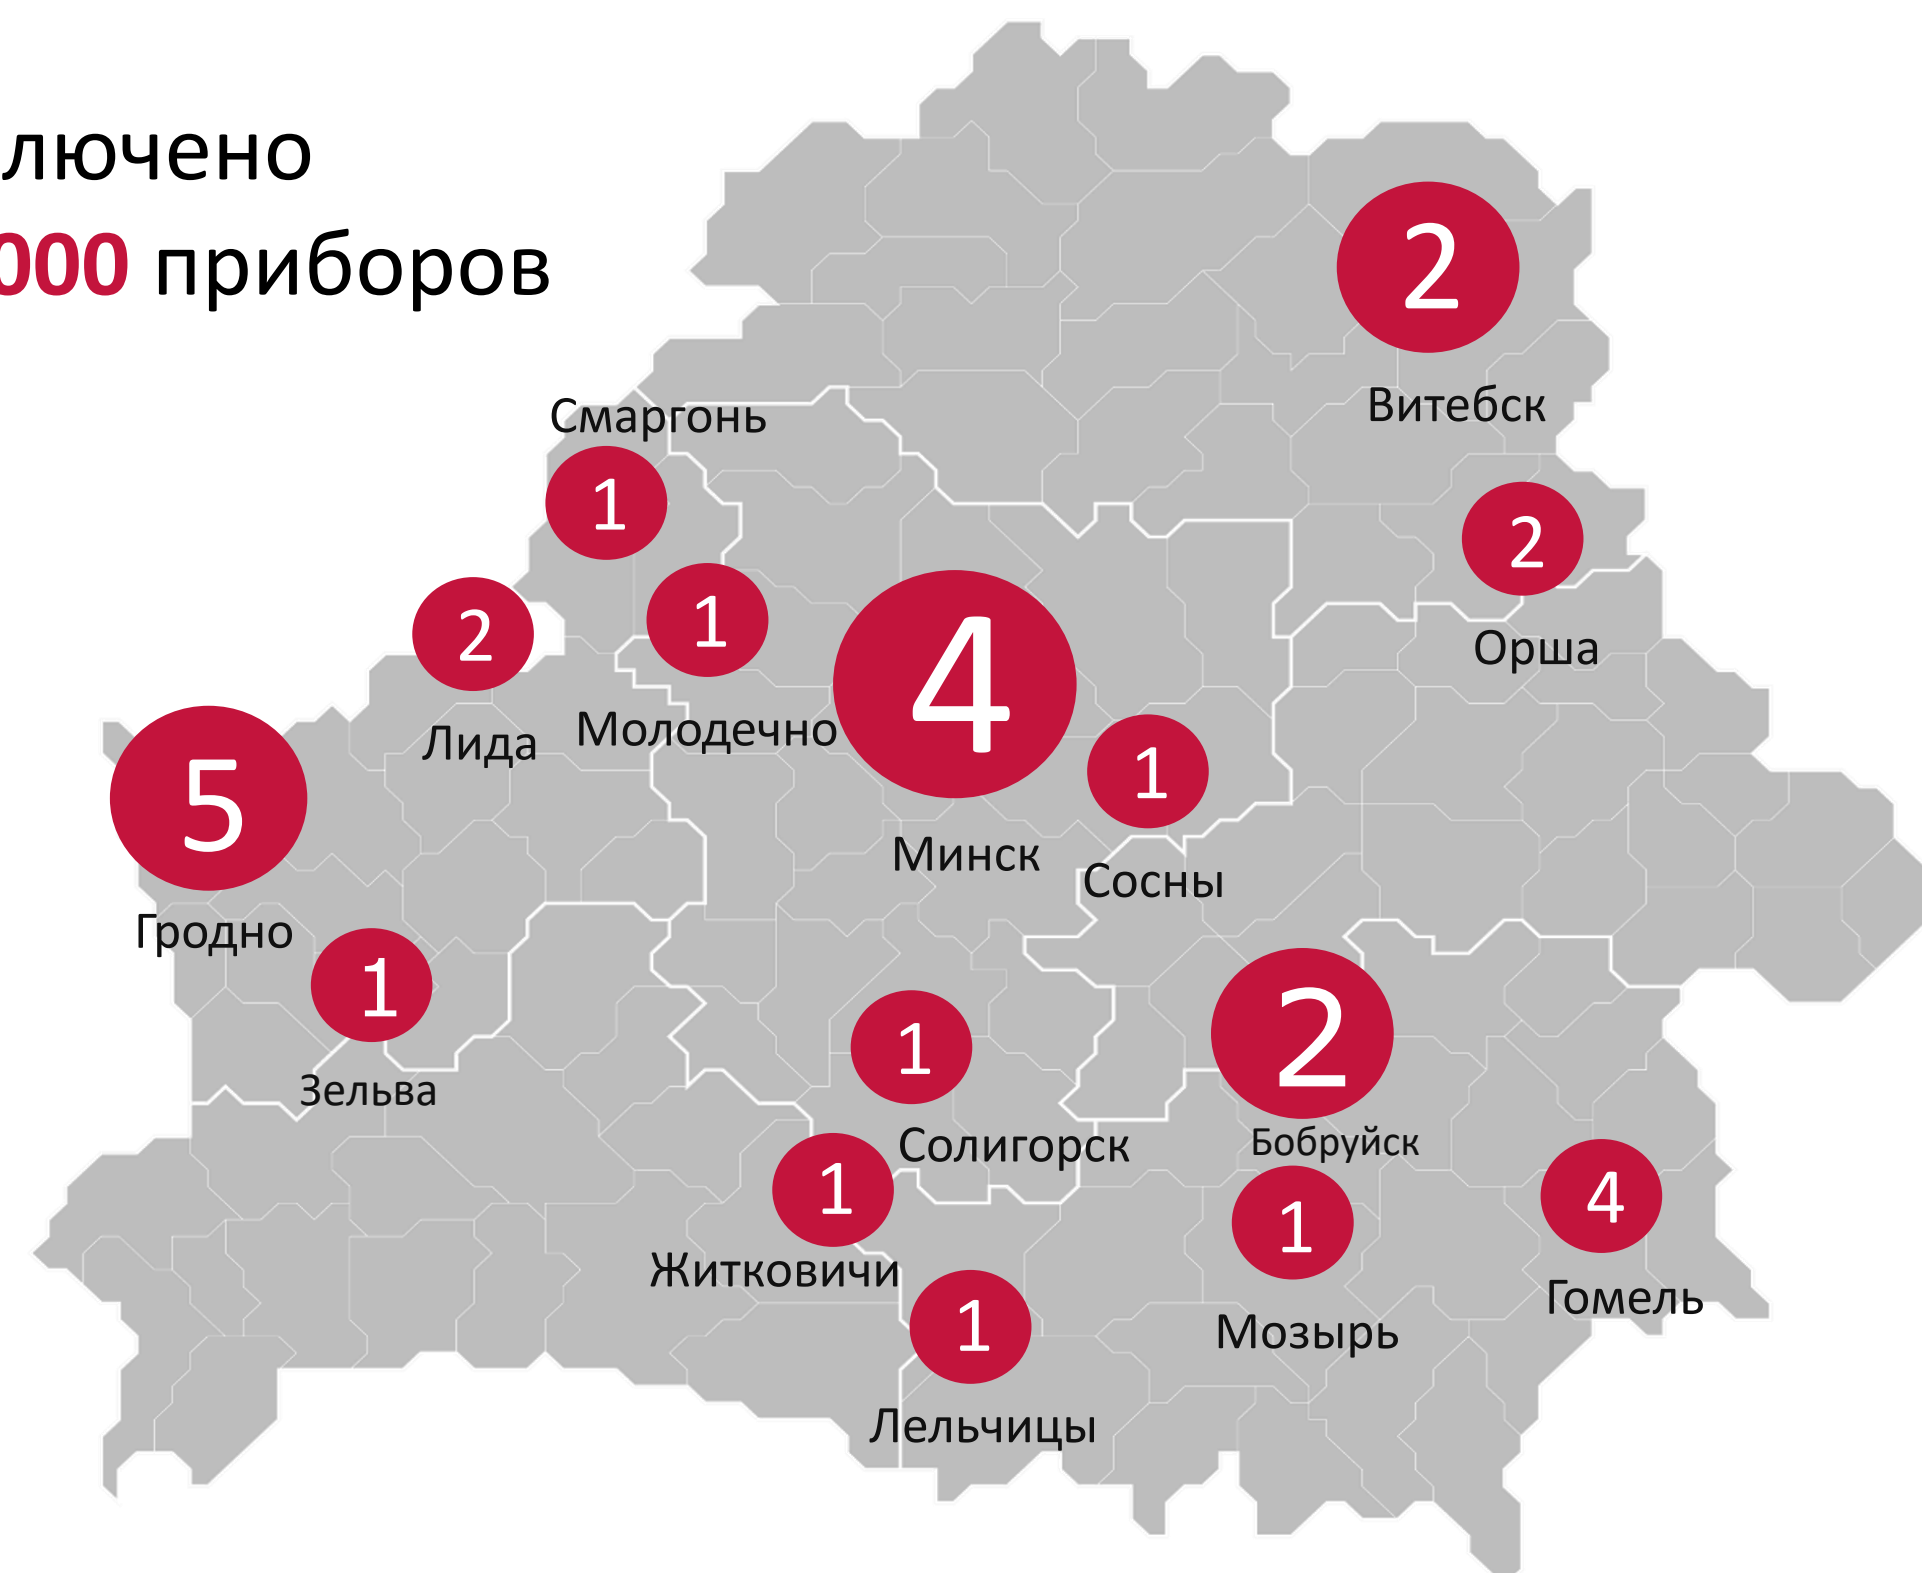 лючено
000 приборов
2
Витебск
Смаргонь
1
2
Орша
2
Лида
1
Молодечно
4
Минск
1
Сосны
5
Гродно
1
Зельва
1
Солигорск
2
Бобруйск
1
Житковичи
1
Мозырь
4
Гомель
1
Лельчицы